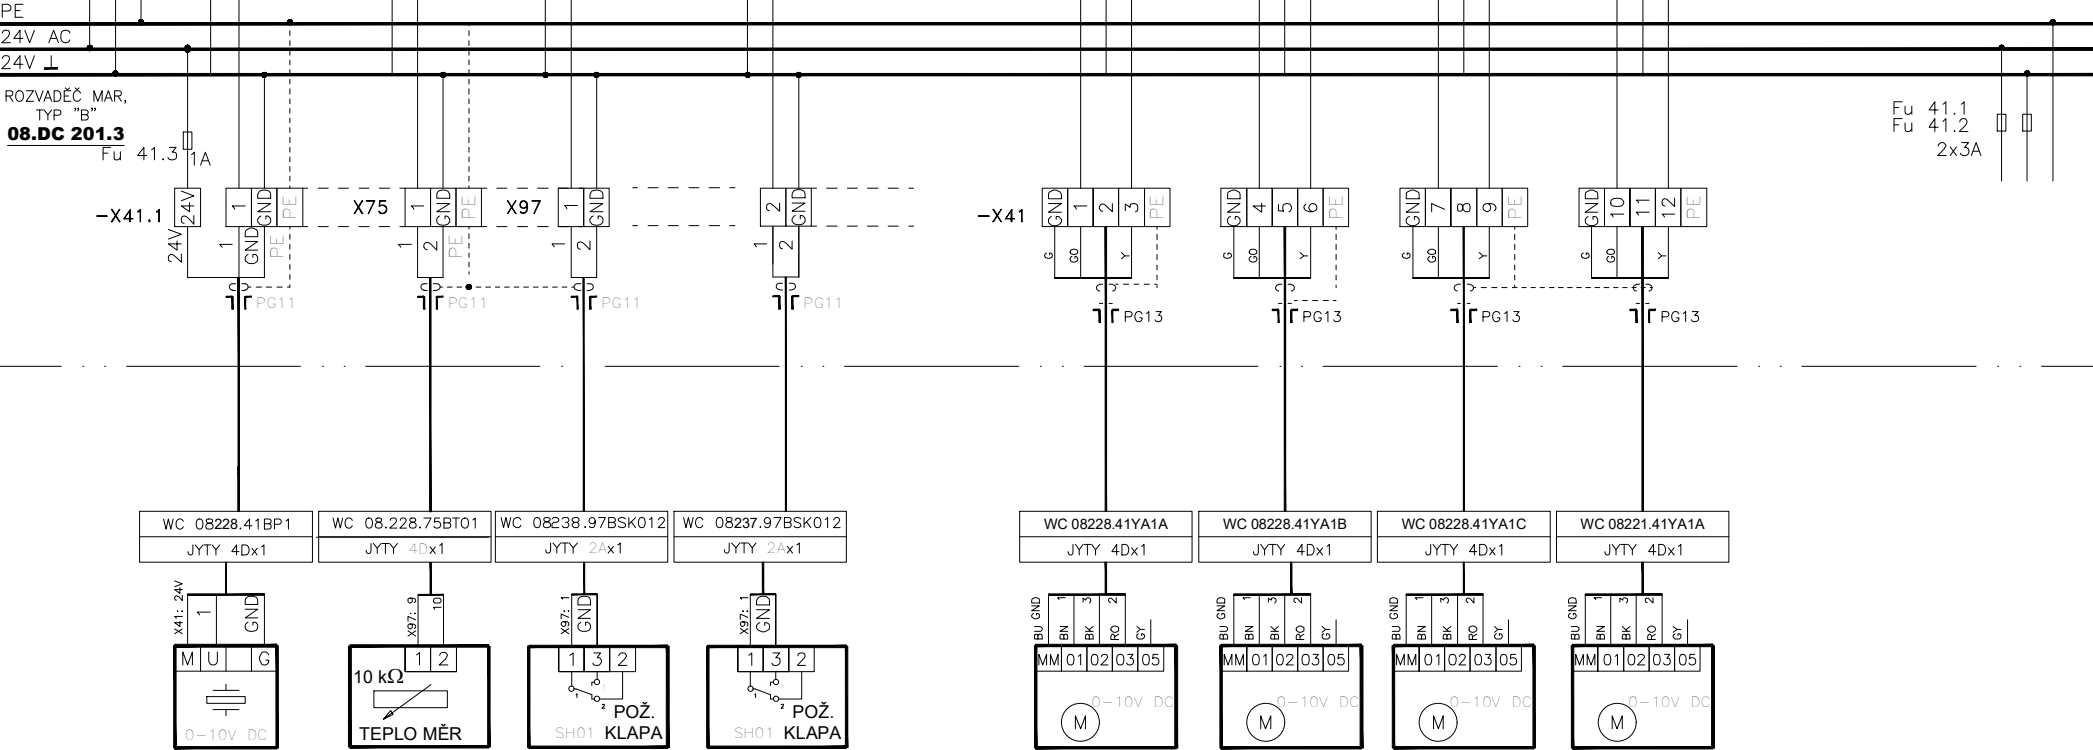 PE
24V AC
24V ⊥
ROZVADĚČ MAR,
TYP "B"
08.DC 201.3
Fu 41.3 1A
Fu 41.1
Fu 41.2
2x3A
-X41.1 24V 1 GND PE X75 1 GND PE X97 1 GND 2
-X41 GND 1 2 3 PE GND 4 5 6 PE GND 7 8 9 PE GND 10 11 12 PE
24V 1 GND PE 1 2 PE 1 2 1 2
G G0 Y G G0 Y G G0 Y G G0 Y
PG11 PG11 PG11 PG11
PG13 PG13 PG13 PG13
WC 08228.41BP1 WC 08.228.75BT01 WC 08238.97BSK012 WC 08237.97BSK012 WC 08228.41YA1A WC 08228.41YA1B WC 08228.41YA1C WC 08221.41YA1A
JYTY 4Dx1 JYTY 4Dx1 JYTY 2Ax1 JYTY 2Ax1 JYTY 4Dx1 JYTY 4Dx1 JYTY 4Dx1 JYTY 4Dx1
X41: 24V 1 GND X97: 9 10 X97: 1 GND X97: 1 GND
BU GND BN 1 BK 3 RO 2 GY BU GND BN 1 BK 3 RO 2 GY BU GND BN 1 BK 3 RO 2 GY BU GND BN 1 BK 3 RO 2 GY
M U G 1 2 1 3 2 1 3 2 MM 01 02 03 05 MM 01 02 03 05 MM 01 02 03 05 MM 01 02 03 05
10 kΩ
1 2 1 2
0-10V DC 0-10V DC 0-10V DC 0-10V DC
M M M M
0-10V DC
TEPLO MĚR
POŽ.
SH01 KLAPA
POŽ.
SH01 KLAPA